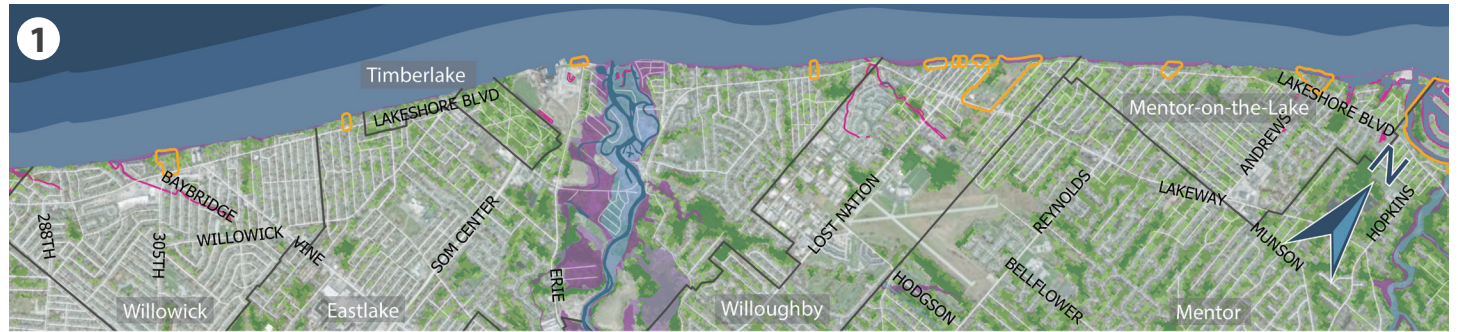 1
Timberlake
LAKESHORE BLVD
LAKESHORE BLVD
Mentor-on-the-Lake
ANDREWS
N
BAYBRIDGE
288TH
305TH
WILLOWICK
VINE
SOM CENTER
ERIE
LOST NATION
REYNOLDS
LAKEWAY
MUNSON
HOPKINS
HODGSON
BELLFLOWER
Willowick
Eastlake
Willoughby
Mentor